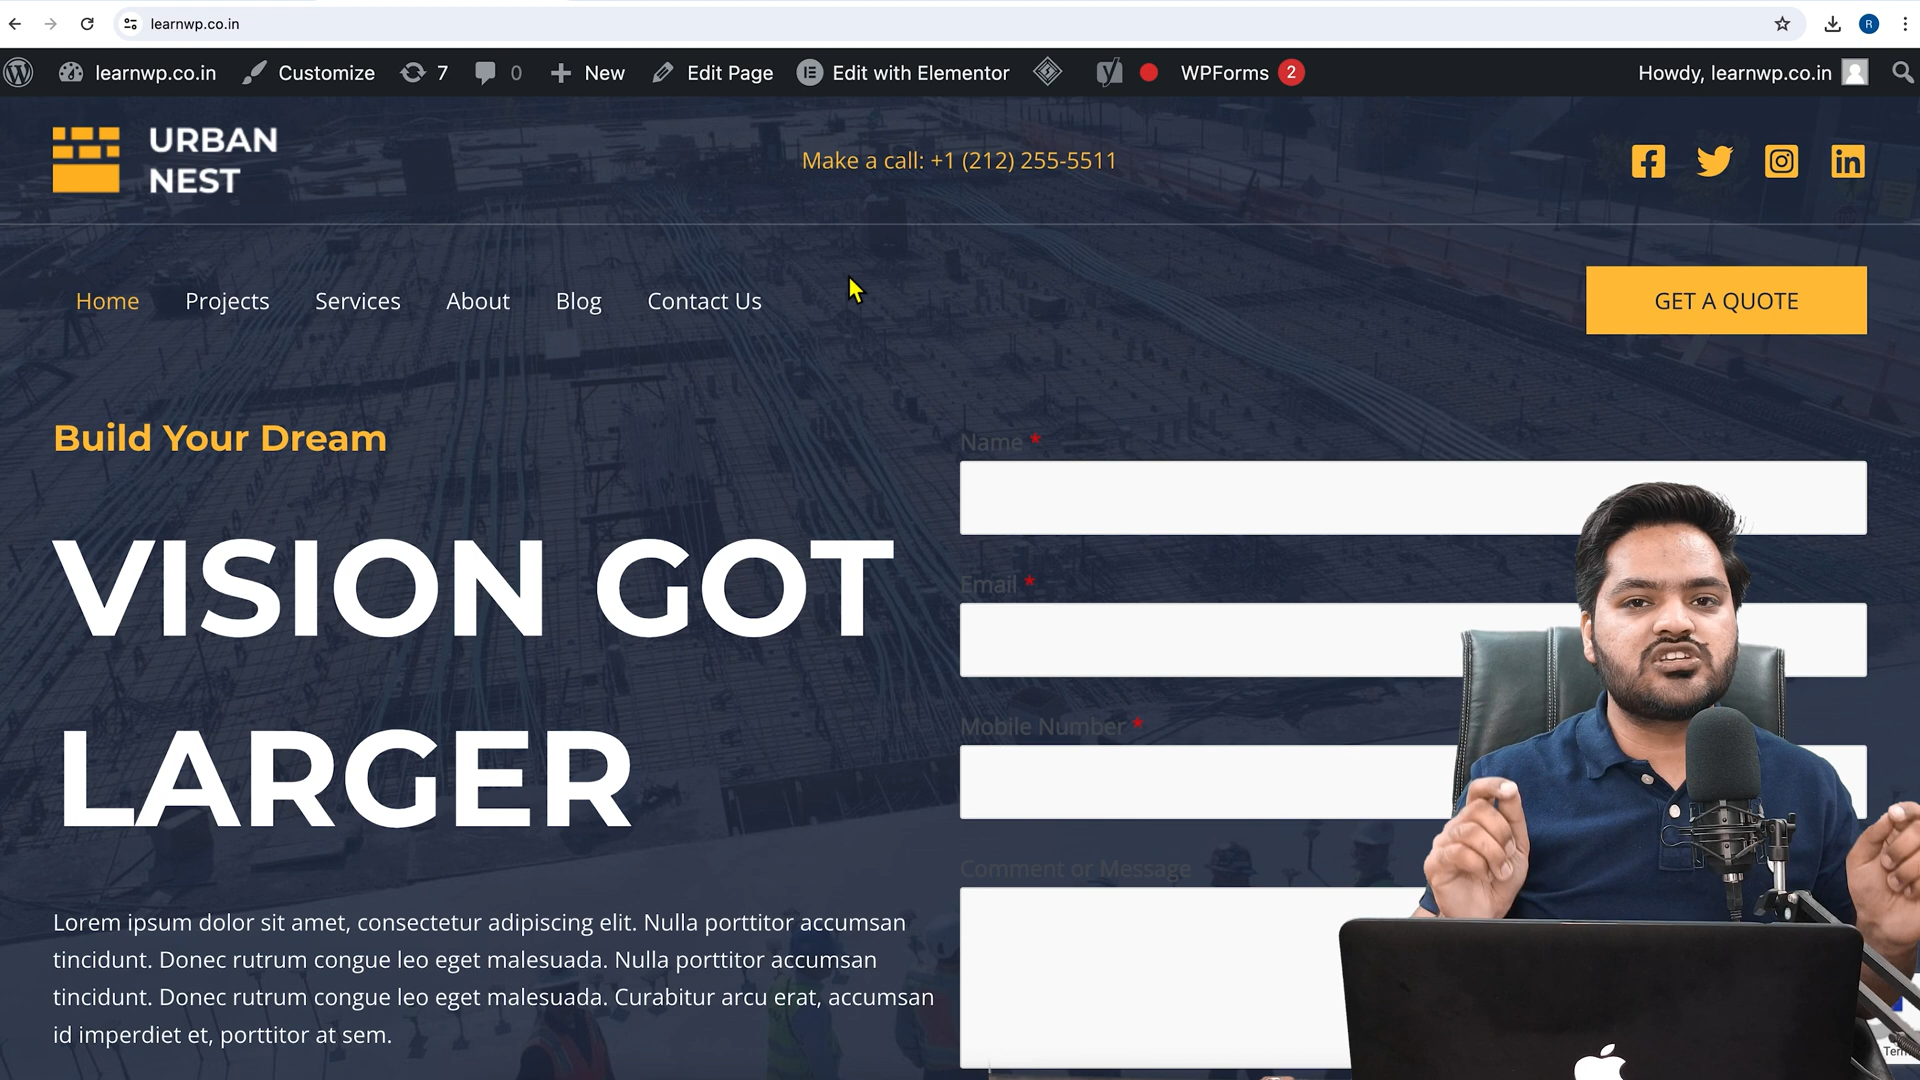 learnwp.co.in
R
learnwp.co.in Customize 7 0 New Edit Page Edit with Elementor WPForms 2 Howdy, learnwp.co.in
URBAN
NEST
Make a call: +1 (212) 255-5511
Home Projects Services About Blog Contact Us
GET A QUOTE
Build Your Dream
VISION GOT
LARGER
Lorem ipsum dolor sit amet, consectetur adipiscing elit. Nulla porttitor accumsan
tincidunt. Donec rutrum congue leo eget malesuada. Nulla porttitor accumsan
tincidunt. Donec rutrum congue leo eget malesuada. Curabitur arcu erat, accumsan
id imperdiet et, porttitor at sem.
Name *
Email *
Mobile Number *
Comment or Message